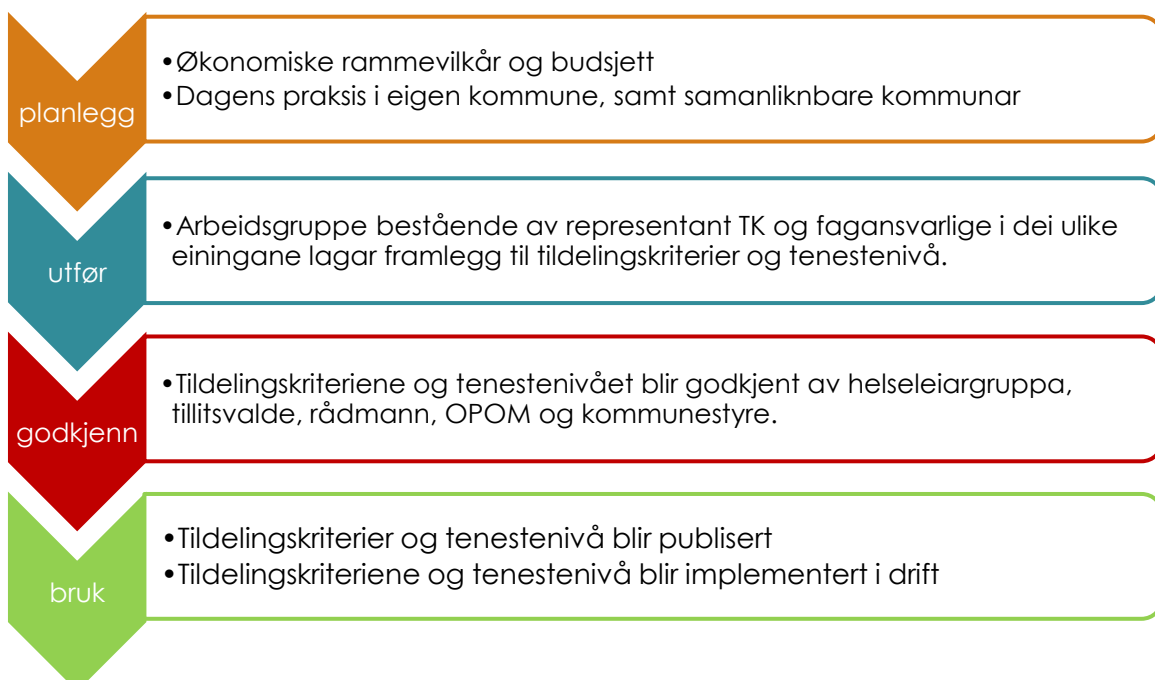 planlegg
•Økonomiske rammevilkår og budsjett
•Dagens praksis i eigen kommune, samt samanliknbare kommunar
utfør
•Arbeidsgruppe bestående av representant TK og fagansvarlige i dei ulike
einingane lagar framlegg til tildelingskriterier og tenestenivå.
godkjenn
•Tildelingskriteriene og tenestenivået blir godkjent av helseleiargruppa,
tillitsvalde, rådmann, OPOM og kommunestyre.
bruk
•Tildelingskriterier og tenestenivå blir publisert
•Tildelingskriteriene og tenestenivå blir implementert i drift